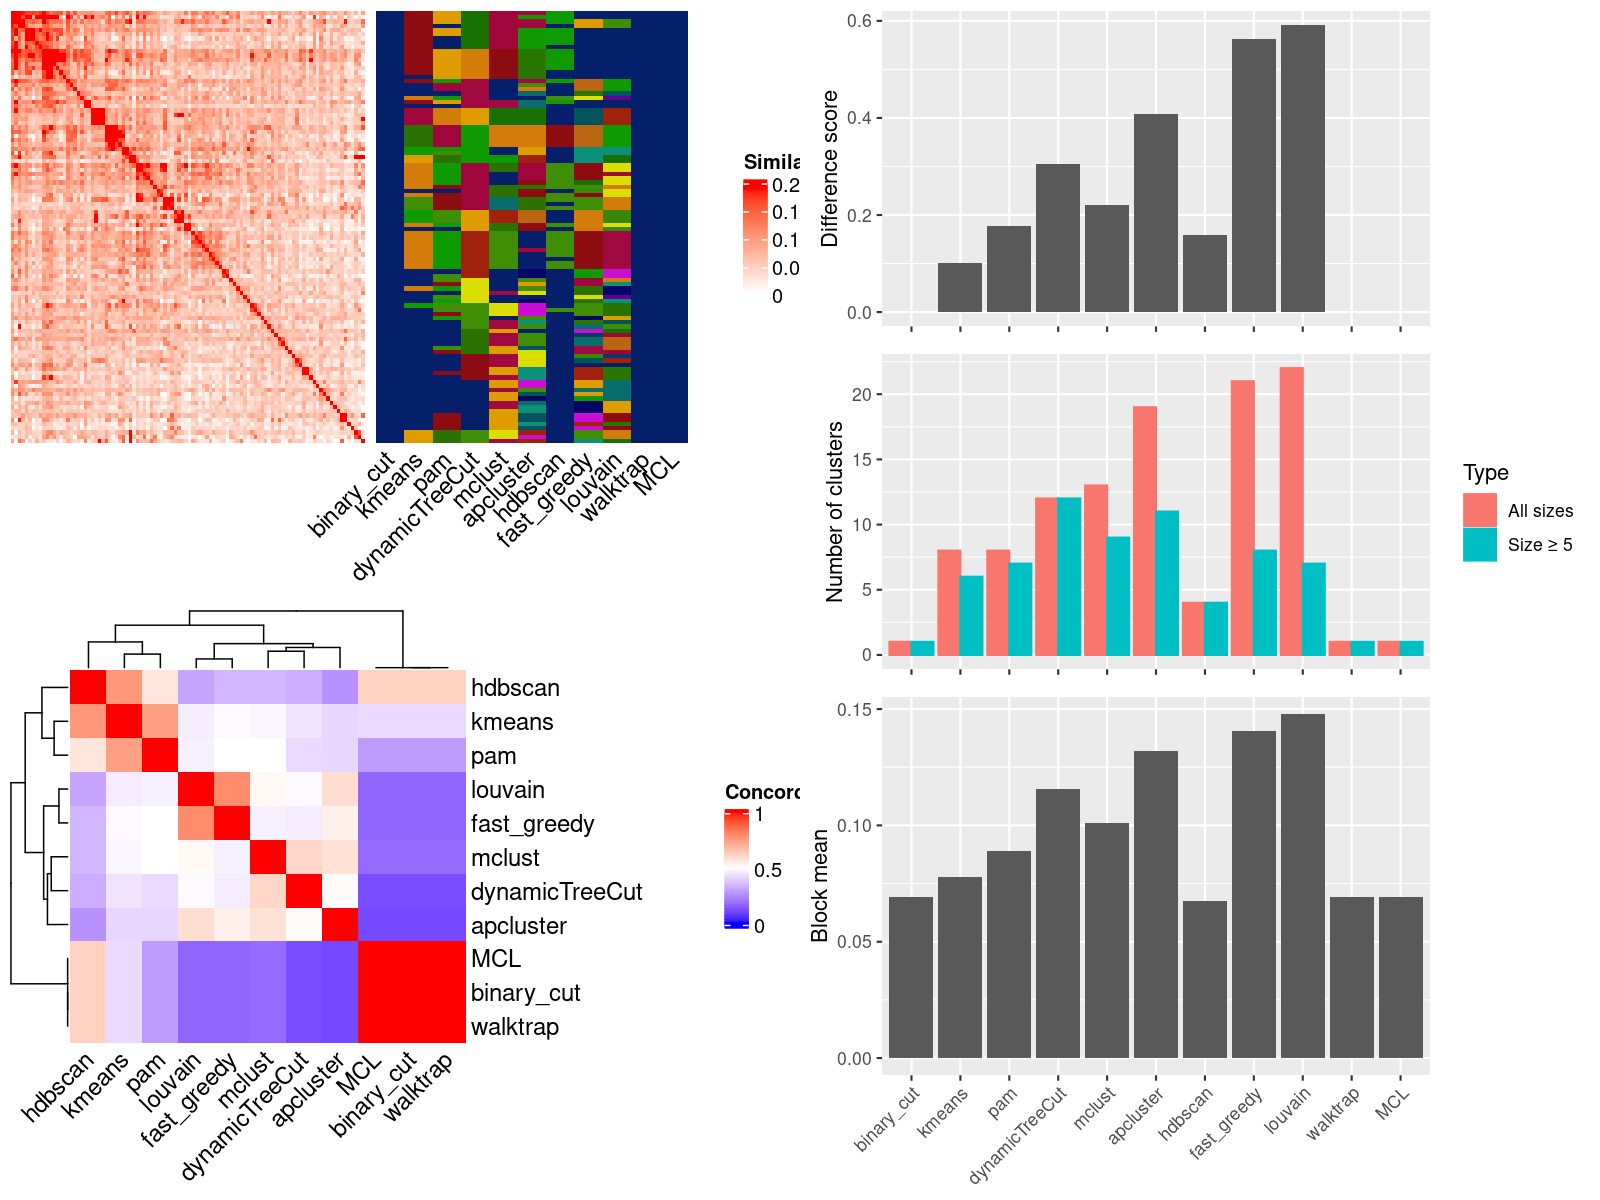 Simila
0.2
0.1
0.1
0.0
0
binary_cut
kmeans
pam
dynamicTreeCut
mclust
apcluster
hdbscan
fast_greedy
louvain
walktrap
MCL
hdbscan
kmeans
pam
louvain
fast_greedy
mclust
dynamicTreeCut
apcluster
MCL
binary_cut
walktrap
hdbscan
kmeans
pam
louvain
fast_greedy
mclust
dynamicTreeCut
apcluster
MCL
binary_cut
walktrap
Concord
1
0.5
0
Difference score
0.6
0.4
0.2
0.0
Number of clusters
20
15
10
5
0
Type
All sizes
Size ≥ 5
Block mean
0.15
0.10
0.05
0.00
binary_cut
kmeans
pam
dynamicTreeCut
mclust
apcluster
hdbscan
fast_greedy
louvain
walktrap
MCL